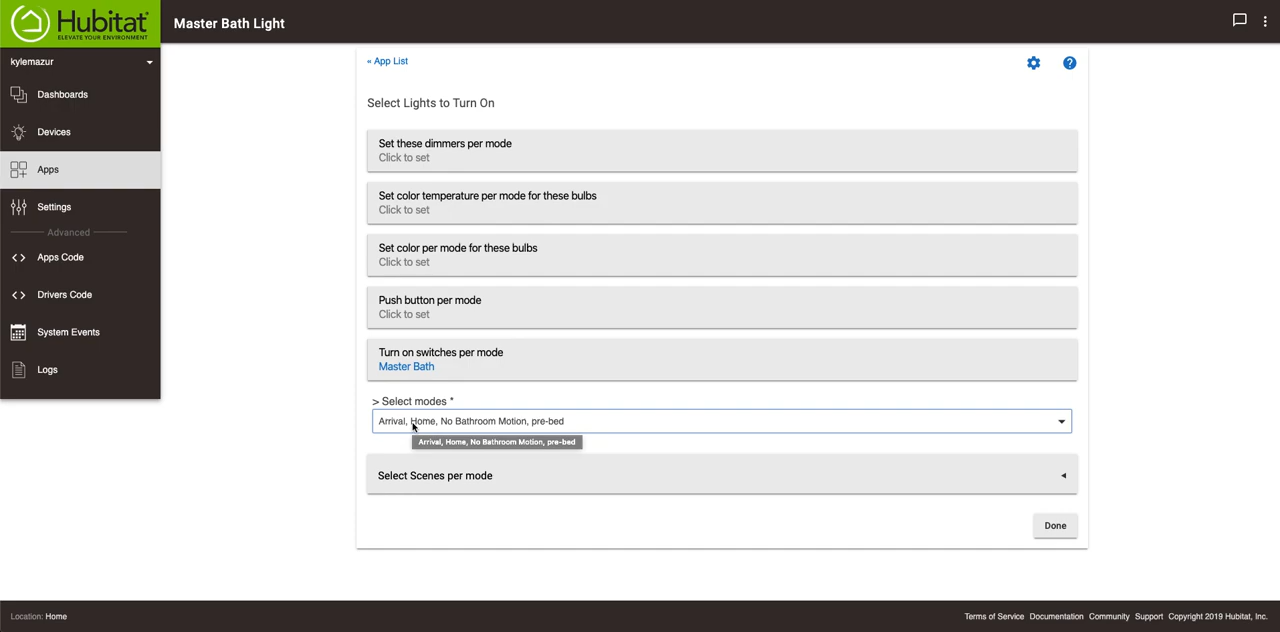 Hubitat
ELEVATE YOUR ENVIRONMENT
Master Bath Light
kylemazur
Dashboards
Devices
Apps
Settings
Advanced
Apps Code
Drivers Code
System Events
Logs
« App List
Select Lights to Turn On
Set these dimmers per mode
Click to set
Set color temperature per mode for these bulbs
Click to set
Set color per mode for these bulbs
Click to set
Push button per mode
Click to set
Turn on switches per mode
Master Bath
> Select modes *
Arrival, Home, No Bathroom Motion, pre-bed
Arrival, Home, No Bathroom Motion, pre-bed
Select Scenes per mode
Done
Location: Home
Terms of Service Documentation Community Support Copyright 2019 Hubitat, Inc.